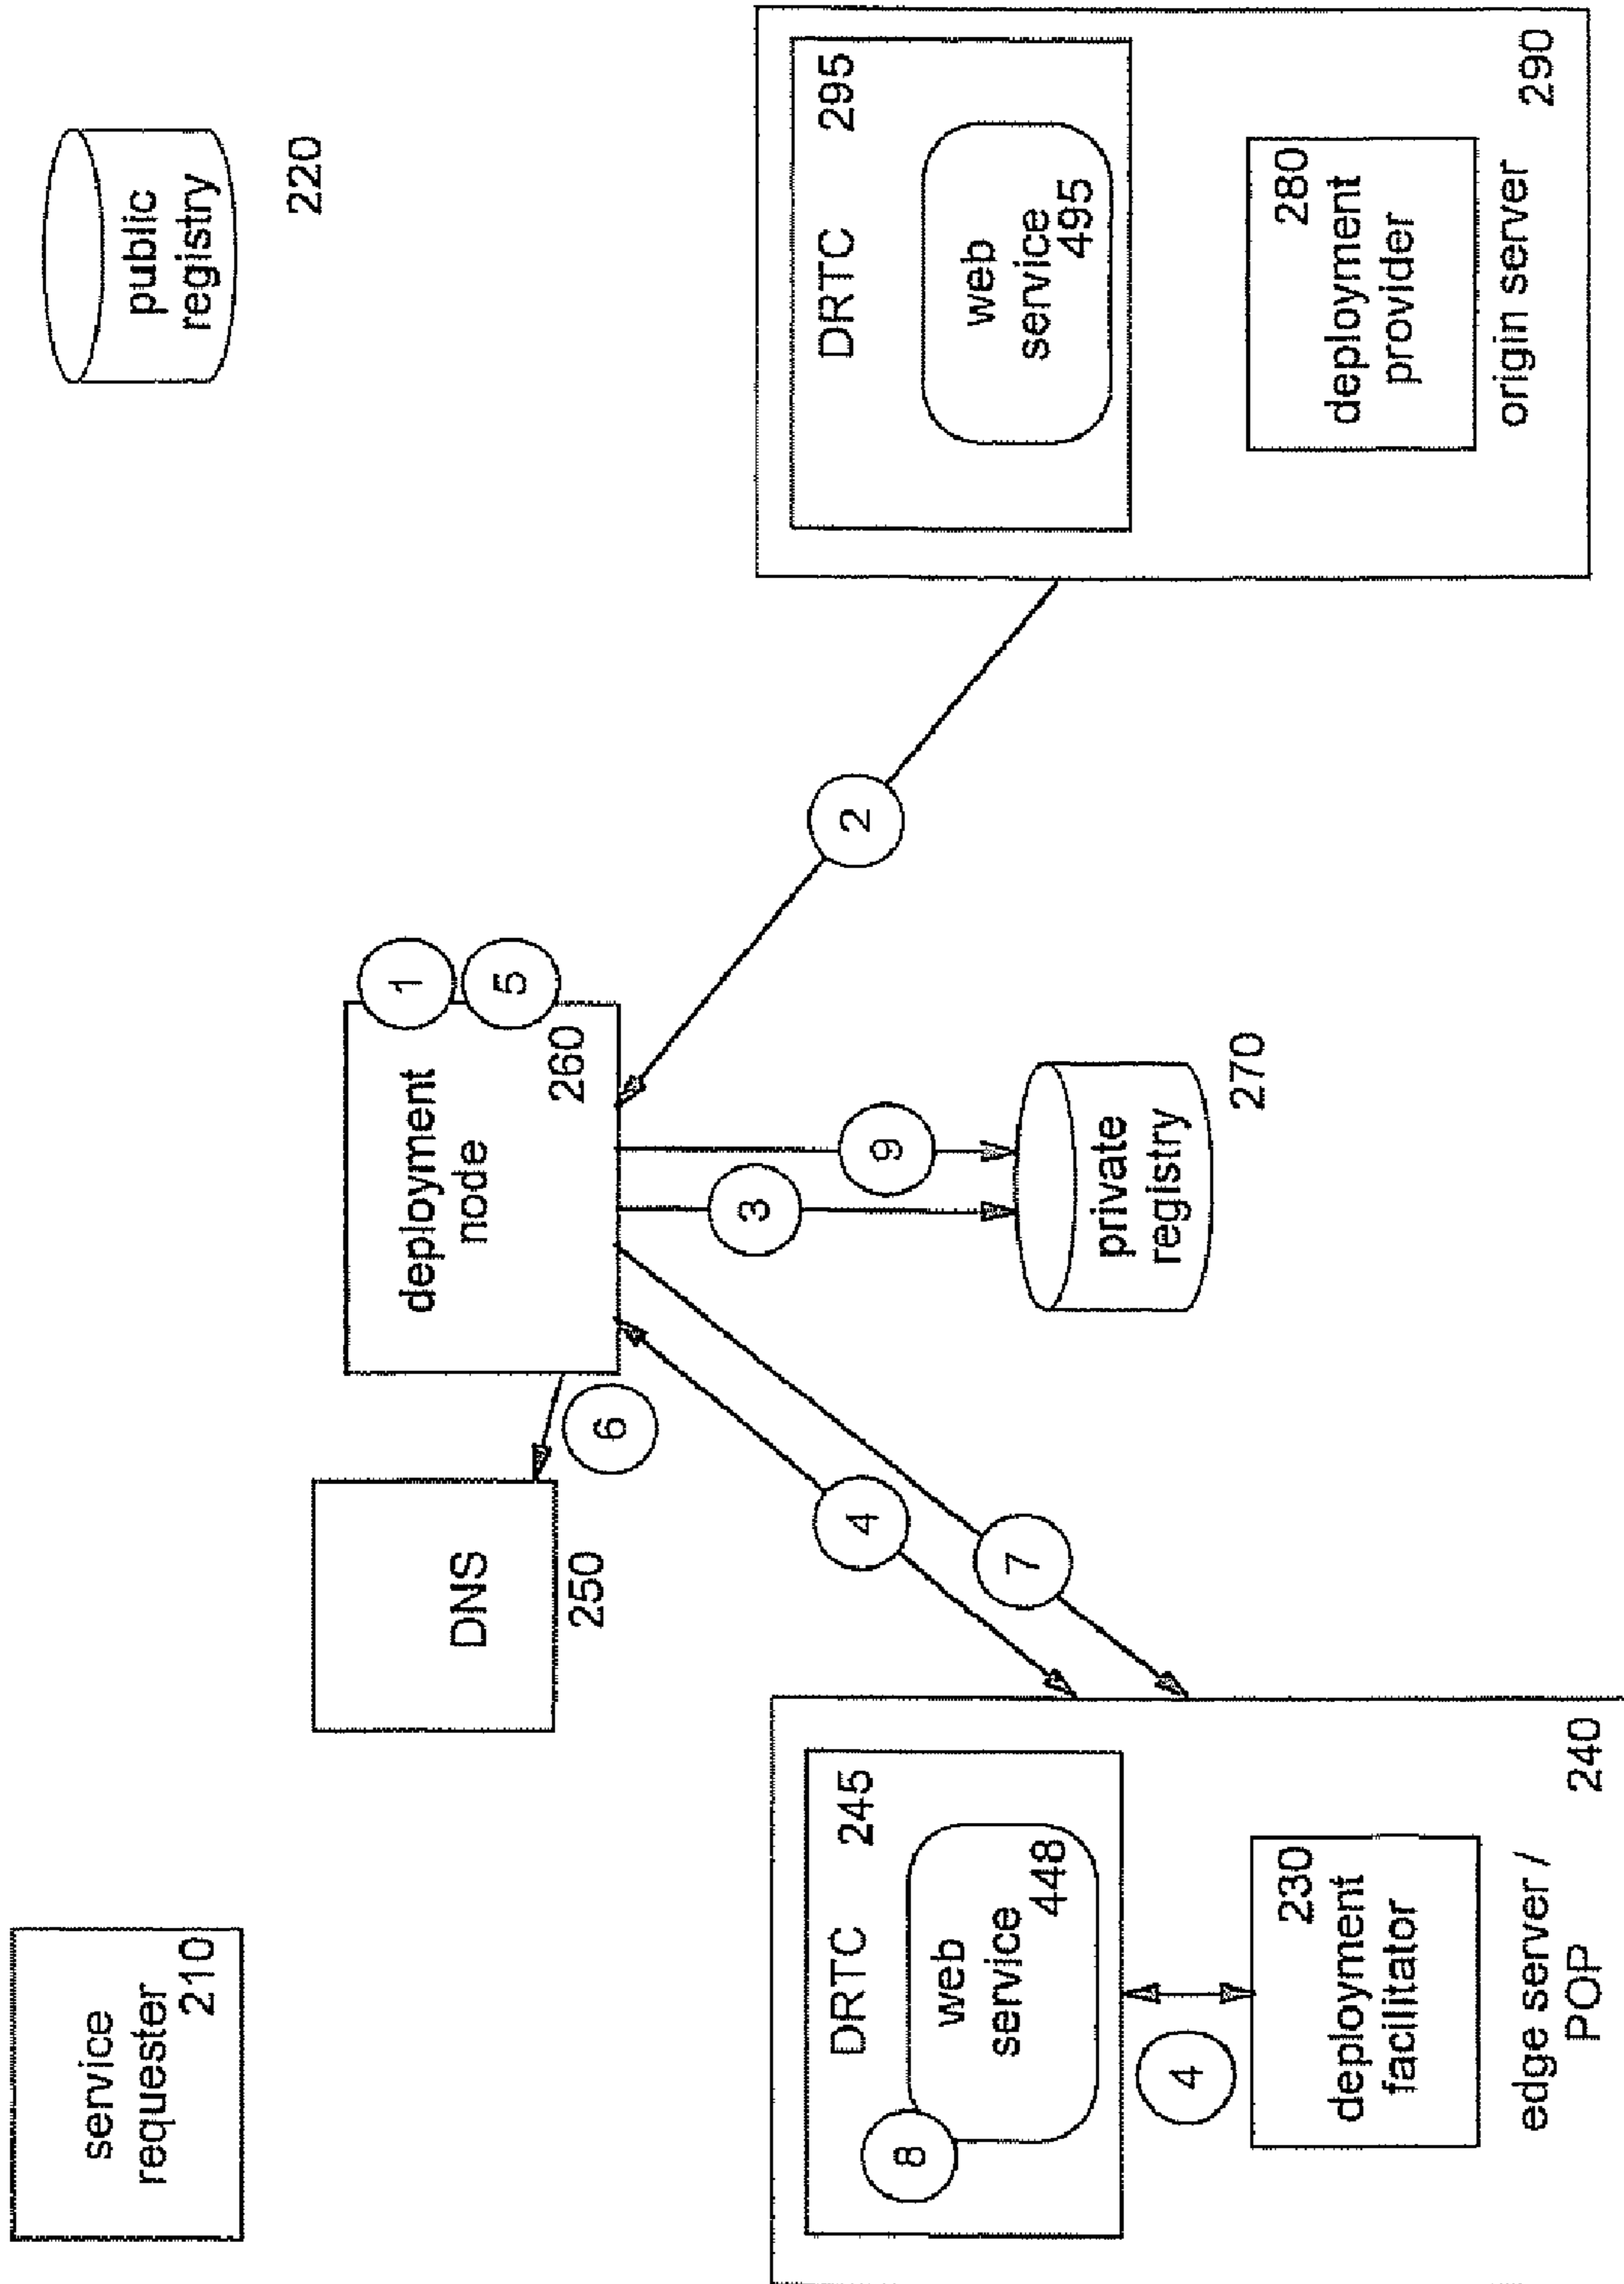 service
requester
210
public
registry
220
DNS
250
deployment
node
260
1
5
6
2
4
7
3
9
private
registry
270
DRTC
245
web
service
448
8
4
230
deployment
facilitator
240
edge server /
POP
DRTC
295
web
service
495
280
deployment
provider
origin server
290